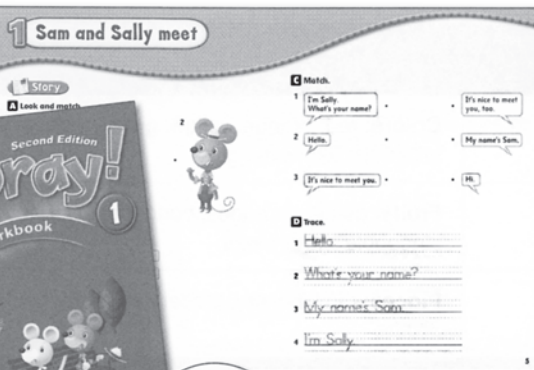 1 Sam and Sally meet
Story
A Look and match.
2
Second Edition
ray!
1
rkbook
C Match.
1 I'm Sally.
What's your name?
It's nice to meet
you, too.
2 Hello.
My name's Sam.
3 It's nice to meet you.
Hi.
D Trace.
1 Hello.
2 What's your name?
3 My name's Sam.
4 I'm Sally.
5